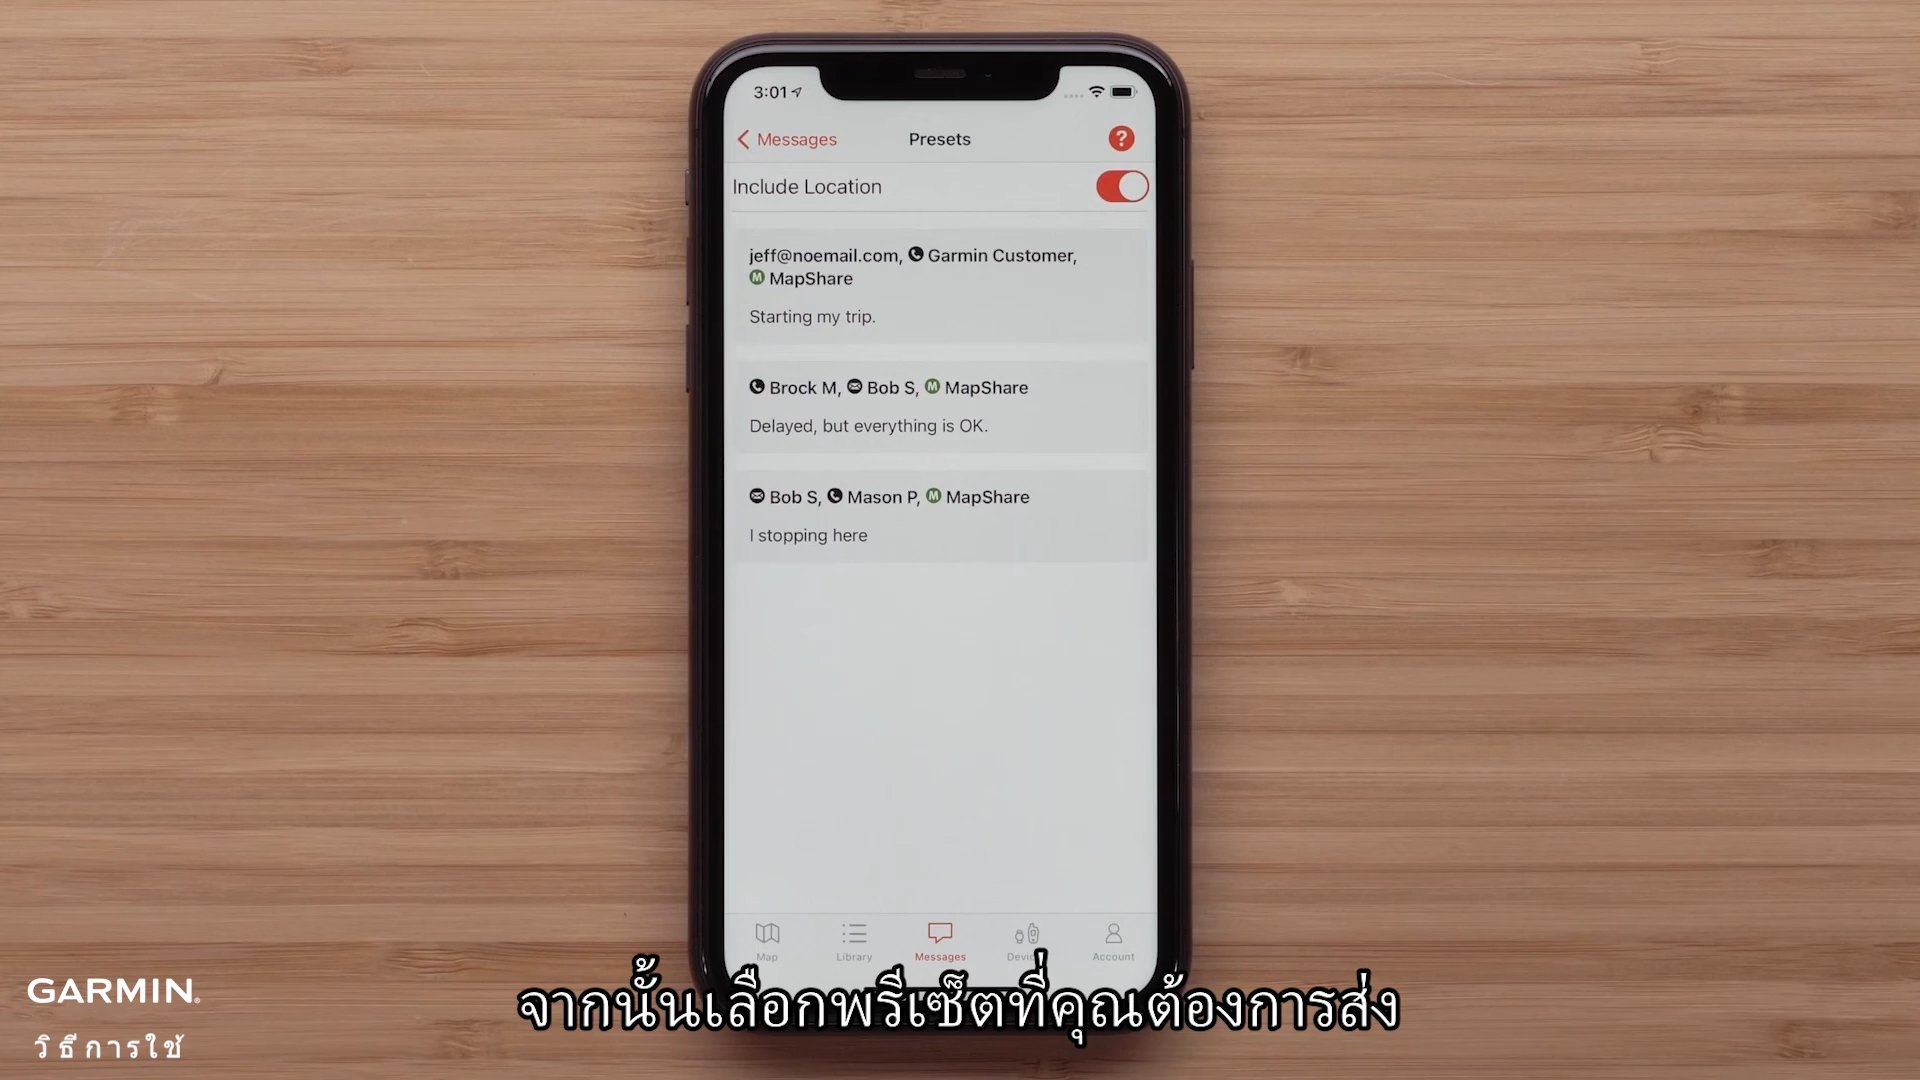 3:01
Messages
Presets
?
Include Location
jeff@noemail.com, Garmin Customer,
M MapShare
Starting my trip.
Brock M, Bob S, M MapShare
Delayed, but everything is OK.
Bob S, Mason P, M MapShare
I stopping here
Map
Library
Messages
Account
จากนั้นเลือกพรีเซ็ตที่คุณต้องการส่ง
GARMIN®
วิธีการใช้